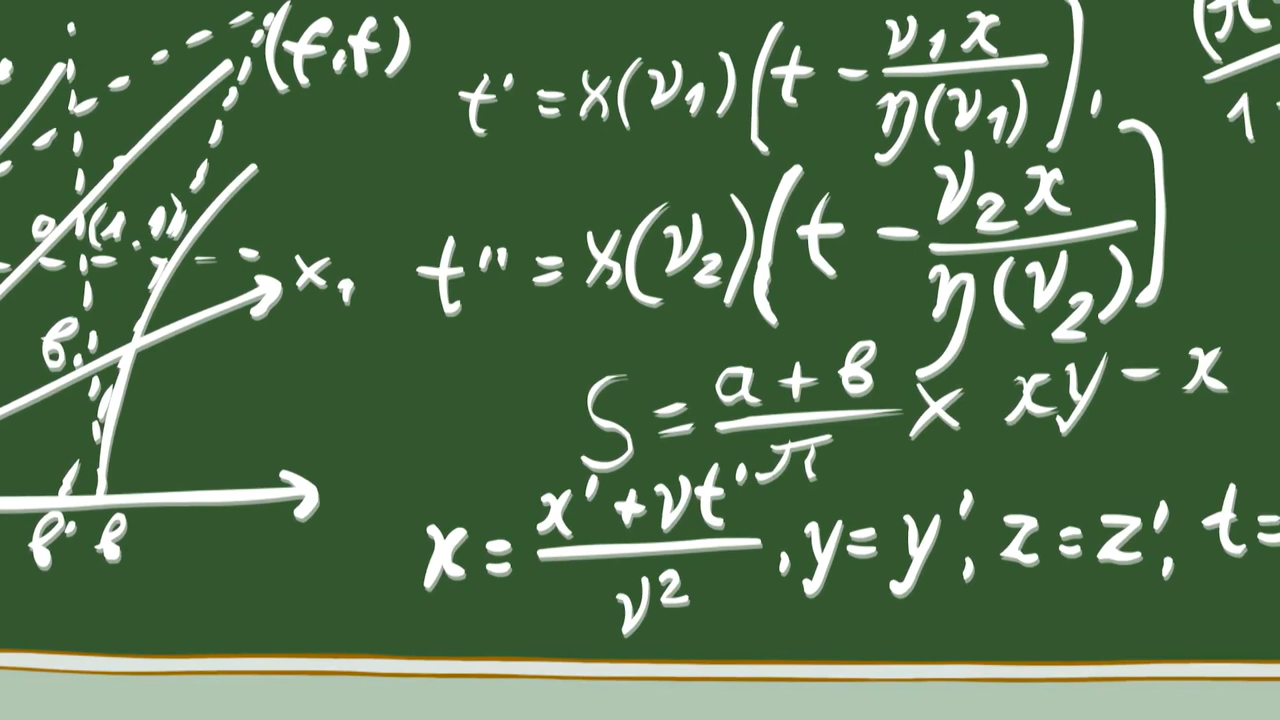 (f,t)
t' = x(ν₁)(t − ν₁x/η(ν₁)),
(1,1)
x₁
t'' = x(ν₂)(t − ν₂x/η(ν₂))
S = a + в/π × xy − x
x = x' + νt'/ν², y = y', z = z', t =
в' в